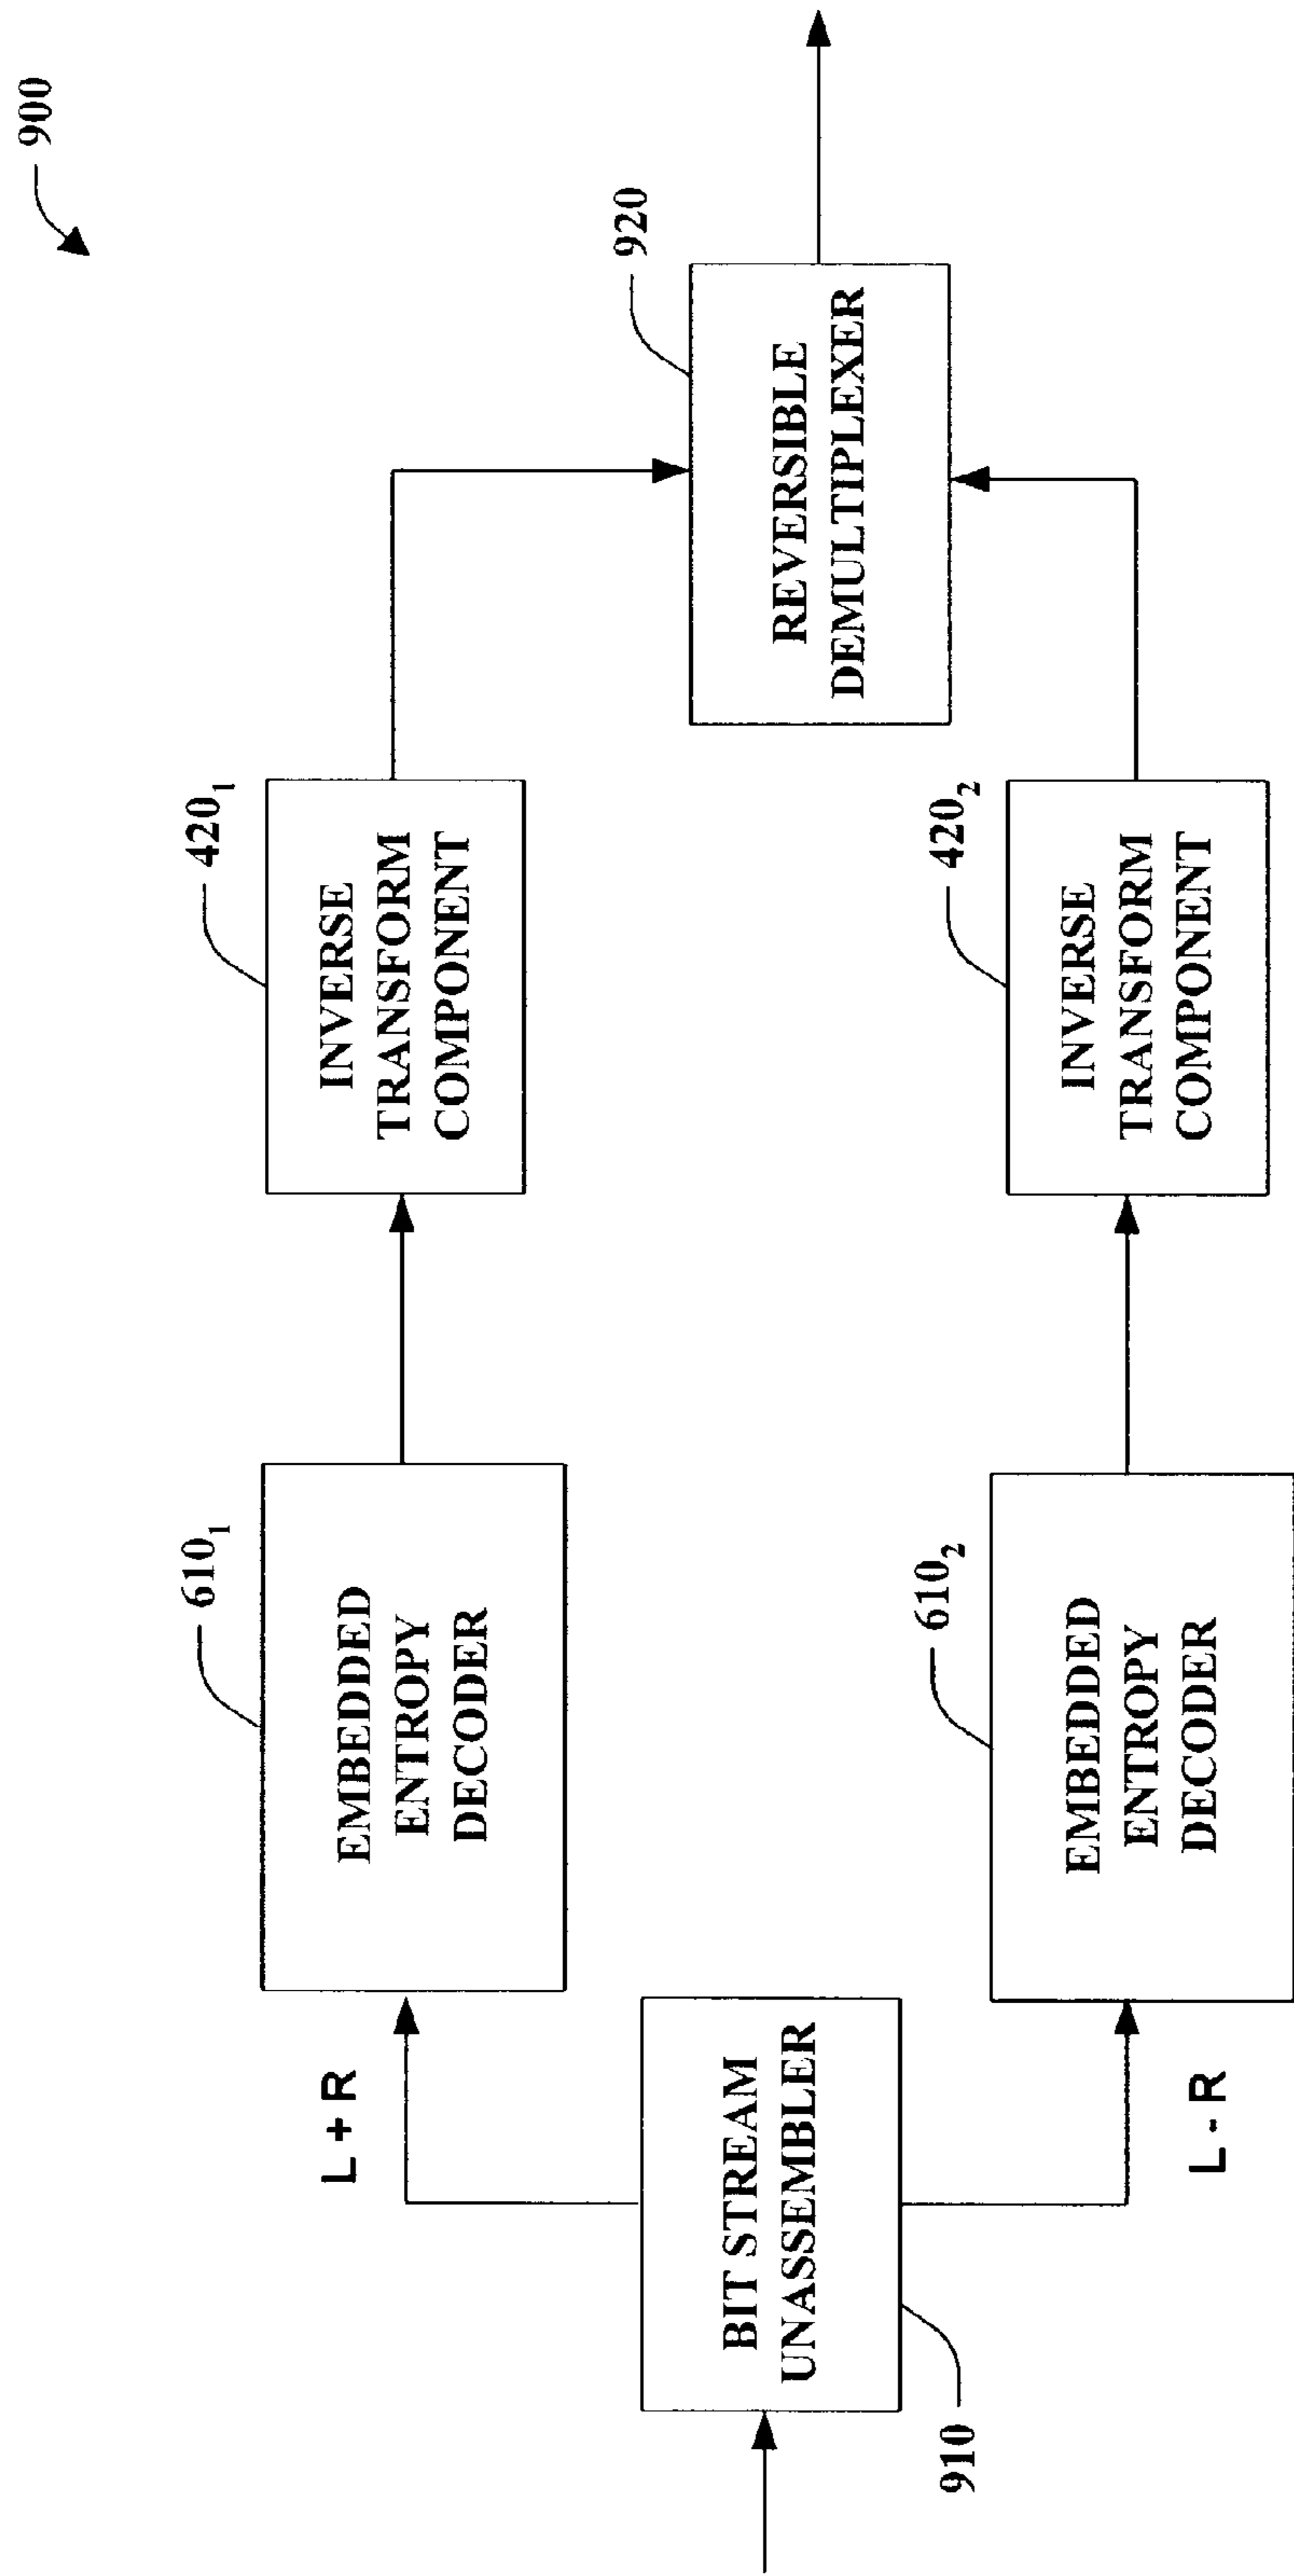 900
L + R
610₁
EMBEDDED
ENTROPY
DECODER
420₁
INVERSE
TRANSFORM
COMPONENT
BIT STREAM
UNASSEMBLER
910
920
REVERSIBLE
DEMULTIPLEXER
L - R
610₂
EMBEDDED
ENTROPY
DECODER
420₂
INVERSE
TRANSFORM
COMPONENT